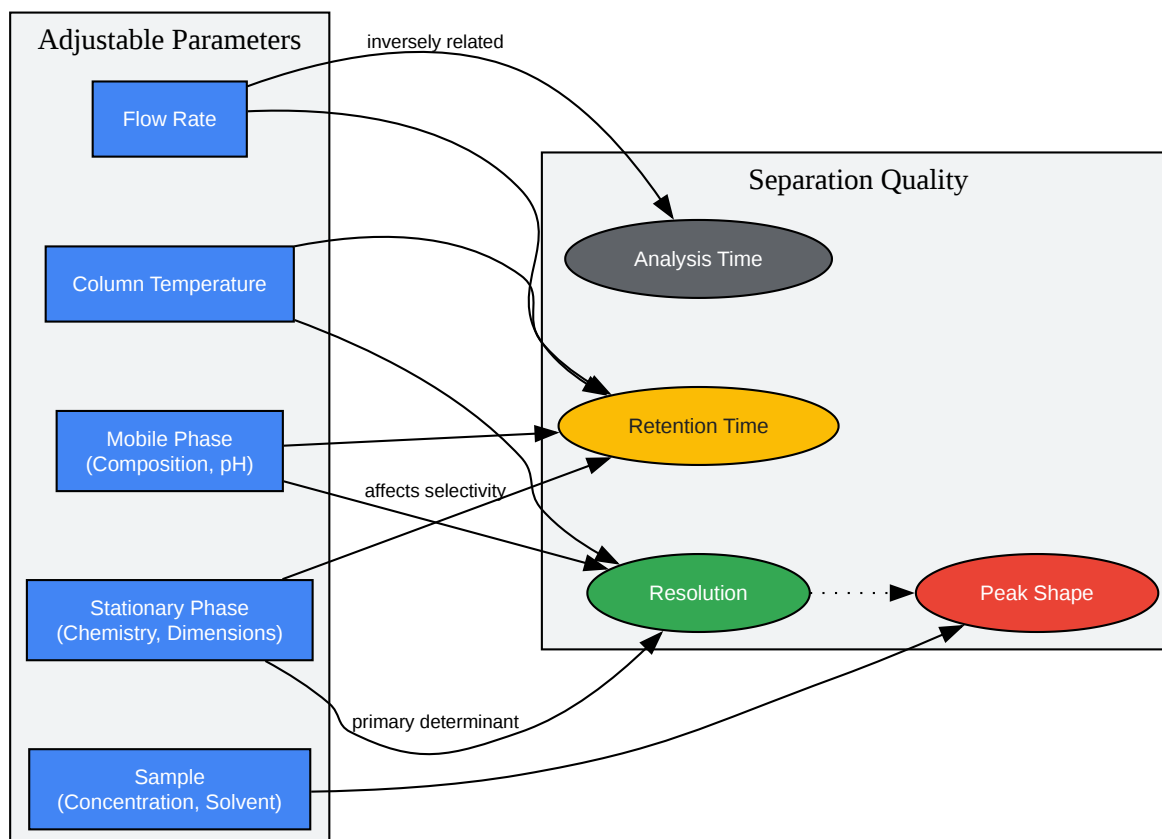 Adjustable Parameters
inversely related
Flow Rate
Separation Quality
Analysis Time
Column Temperature
Retention Time
Mobile Phase
(Composition, pH)
affects selectivity
Stationary Phase
(Chemistry, Dimensions)
Resolution
Peak Shape
primary determinant
Sample
(Concentration, Solvent)